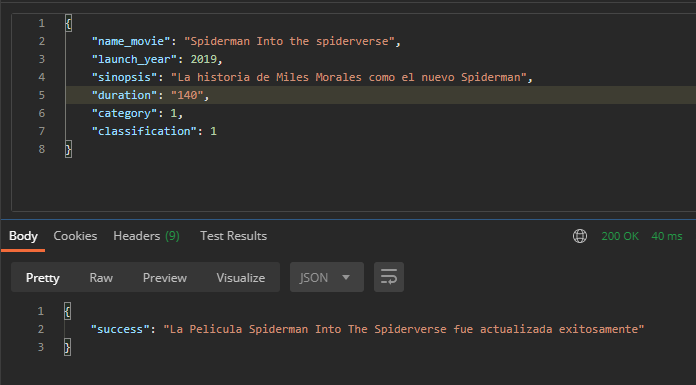 1 {
2 "name_movie": "Spiderman Into the spiderverse",
3 "launch_year": 2019,
4 "sinopsis": "La historia de Miles Morales como el nuevo Spiderman",
5 "duration": "140",
6 "category": 1,
7 "classification": 1
8 }
Body Cookies Headers (9) Test Results 200 OK 40 ms
Pretty Raw Preview Visualize JSON
1 {
2 "success": "La Pelicula Spiderman Into The Spiderverse fue actualizada exitosamente"
3 }